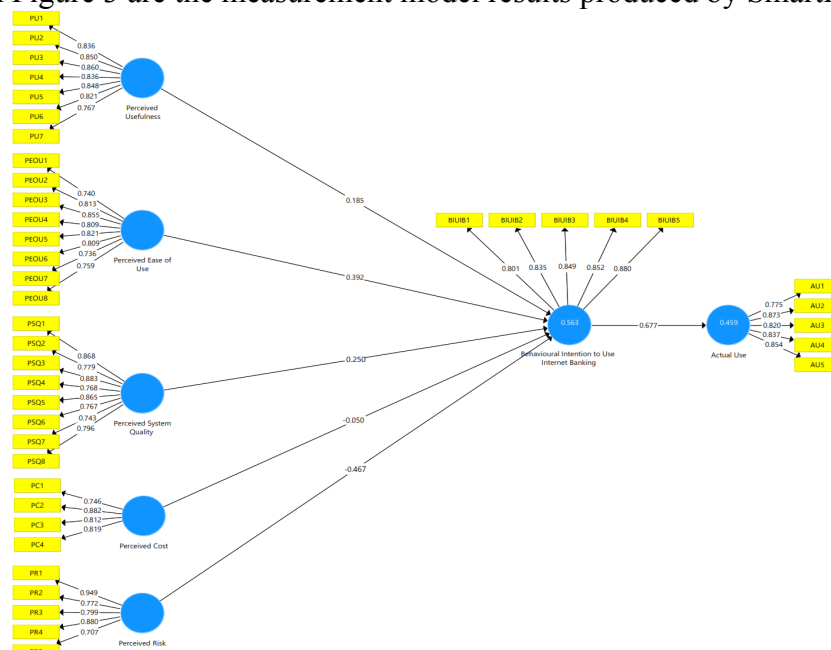 Figure 3 are the measurement model results produced by Smart
PU1
PU2
PU3
PU4
PU5
PU6
PU7
0.836
0.850
0.860
0.836
0.848
0.821
0.767
Perceived
Usefulness
PEOU1
PEOU2
PEOU3
PEOU4
PEOU5
PEOU6
PEOU7
PEOU8
0.740
0.813
0.855
0.809
0.821
0.809
0.736
0.759
Perceived Ease of
Use
PSQ1
PSQ2
PSQ3
PSQ4
PSQ5
PSQ6
PSQ7
PSQ8
0.868
0.779
0.883
0.768
0.865
0.767
0.743
0.796
Perceived System
Quality
PC1
PC2
PC3
PC4
0.746
0.882
0.812
0.819
Perceived Cost
PR1
PR2
PR3
PR4
0.949
0.772
0.799
0.880
0.707
Perceived Risk
0.185
0.392
0.250
-0.050
-0.467
BIUIB1
BIUIB2
BIUIB3
BIUIB4
BIUIB5
0.801
0.835
0.849
0.852
0.880
0.563
Behavioural Intention to Use
Internet Banking
0.677
0.459
Actual Use
0.775
0.873
0.820
0.837
0.854
AU1
AU2
AU3
AU4
AU5